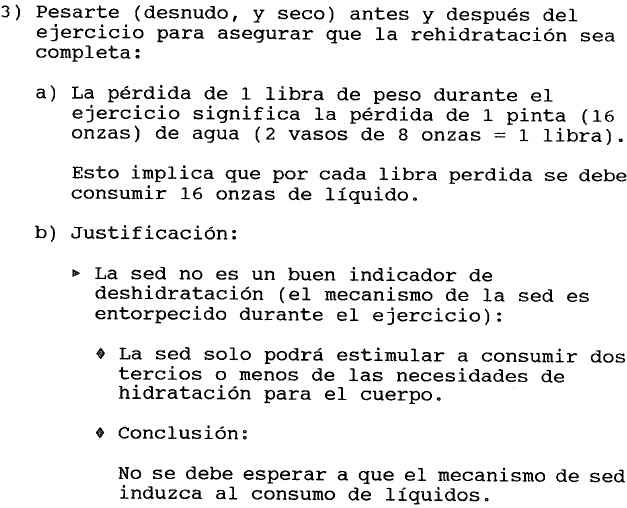 3) Pesarte (desnudo, y seco) antes y después del
ejercicio para asegurar que la rehidratación sea
completa:
a) La pérdida de 1 libra de peso durante el
ejercicio significa la pérdida de 1 pinta (16
onzas) de agua (2 vasos de 8 onzas = 1 libra).
Esto implica que por cada libra perdida se debe
consumir 16 onzas de líquido.
b) Justificación:
► La sed no es un buen indicador de
deshidratación (el mecanismo de la sed es
entorpecido durante el ejercicio):
♦ La sed solo podrá estimular a consumir dos
tercios o menos de las necesidades de
hidratación para el cuerpo.
♦ Conclusión:
No se debe esperar a que el mecanismo de sed
induzca al consumo de líquidos.